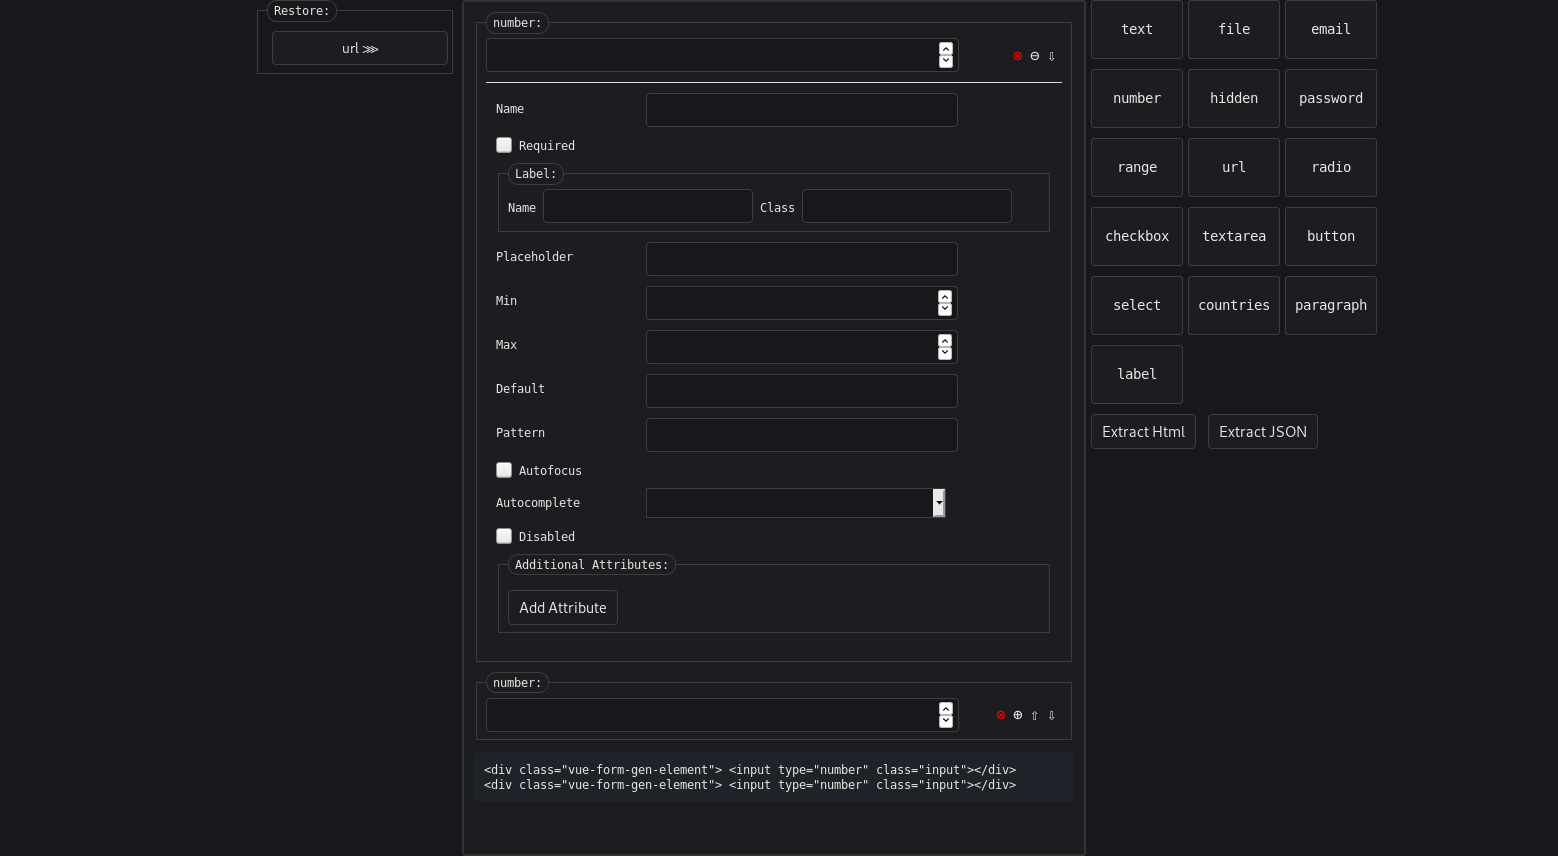 Restore:
url ⋙
number:
⊗ ⊖ ⇩
Name
Required
Label:
Name Class
Placeholder
Min
Max
Default
Pattern
Autofocus
Autocomplete
Disabled
Additional Attributes:
Add Attribute
number:
⊗ ⊕ ⇧ ⇩
<div class="vue-form-gen-element"> <input type="number" class="input"></div>
<div class="vue-form-gen-element"> <input type="number" class="input"></div>
text file email
number hidden password
range url radio
checkbox textarea button
select countries paragraph
label
Extract Html Extract JSON